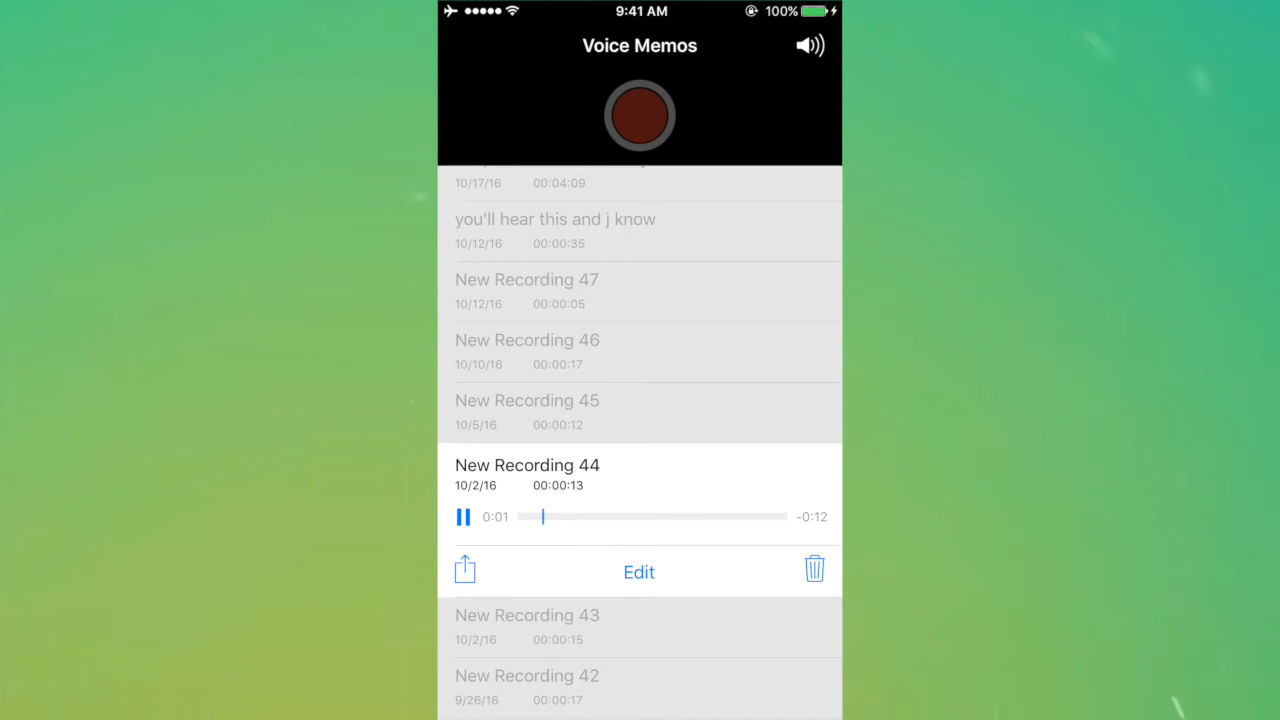 9:41 AM 100%
Voice Memos
10/17/16 00:04:09
you'll hear this and j know
10/12/16 00:00:35
New Recording 47
10/12/16 00:00:05
New Recording 46
10/10/16 00:00:17
New Recording 45
10/5/16 00:00:12
New Recording 44
10/2/16 00:00:13
0:01 -0:12
Edit
New Recording 43
10/2/16 00:00:15
New Recording 42
9/26/16 00:00:17